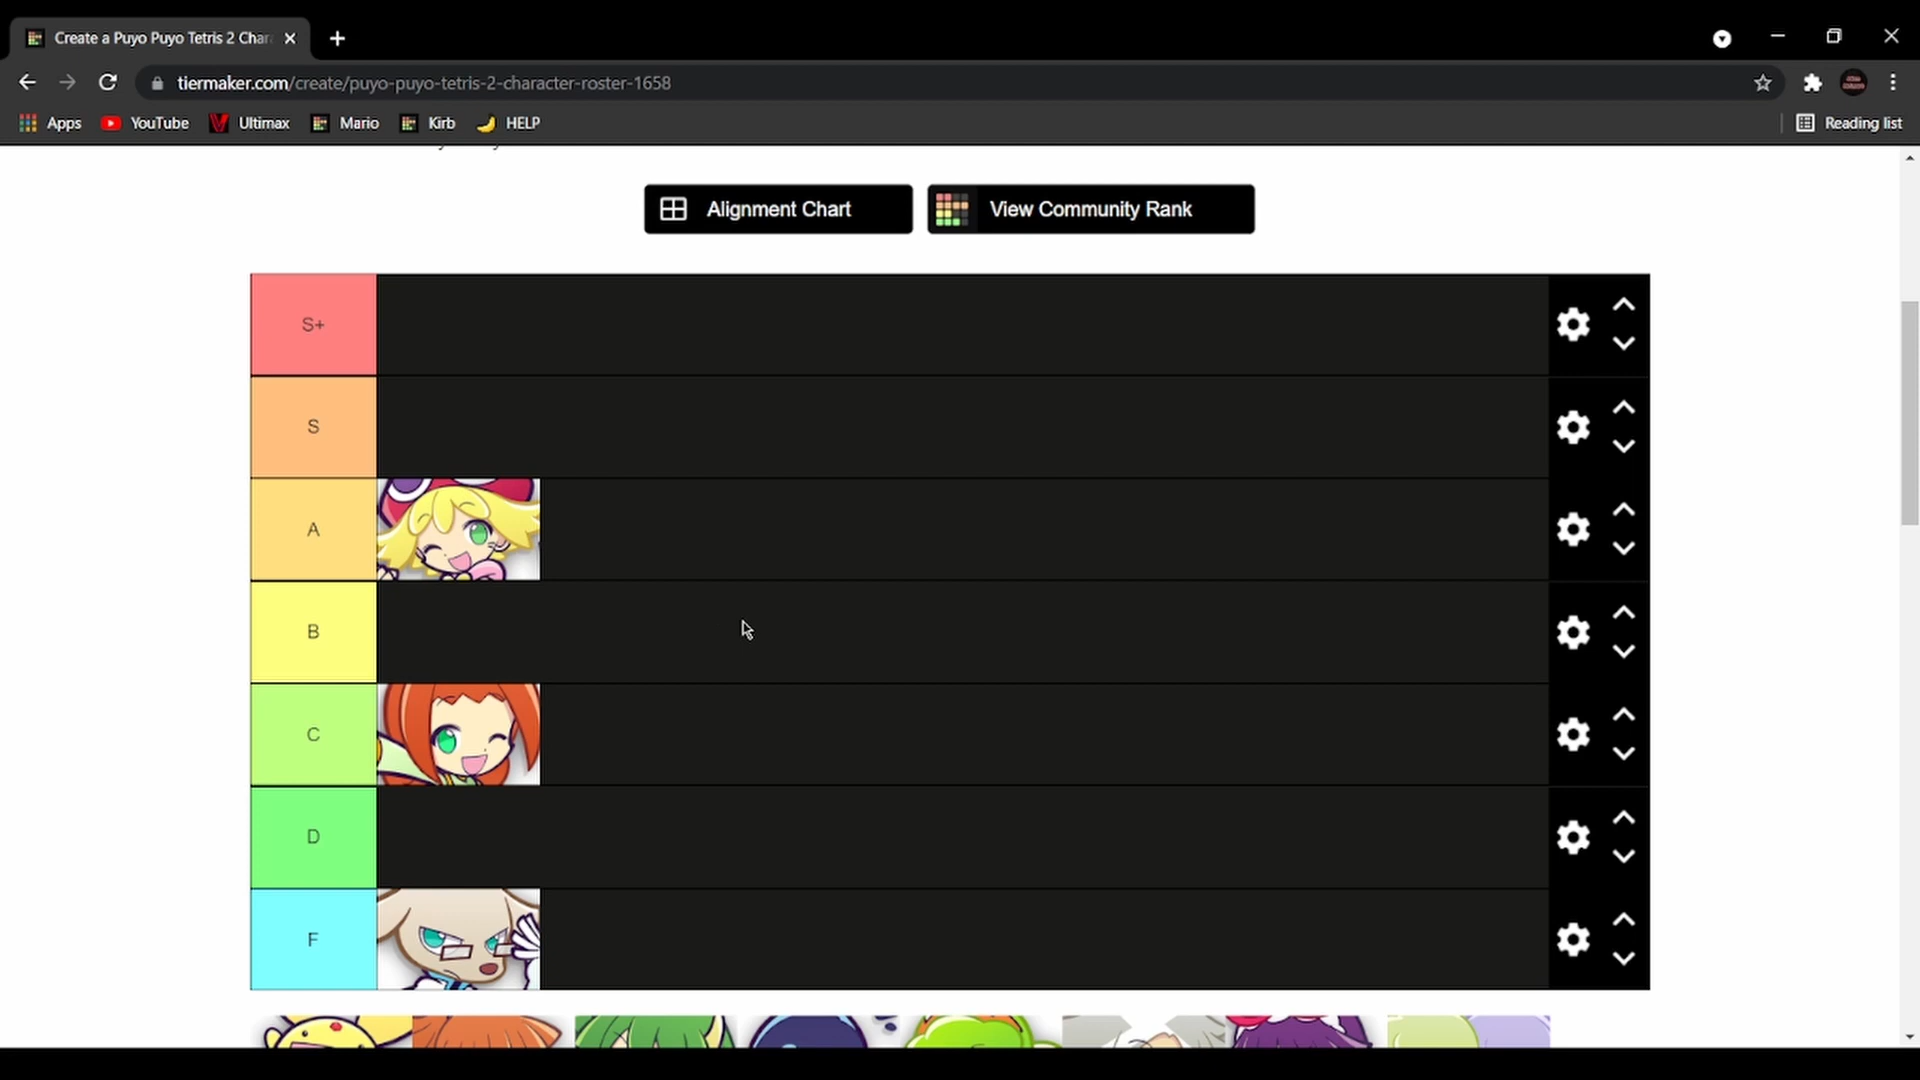 Create a Puyo Puyo Tetris 2 Char
tiermaker.com/create/puyo-puyo-tetris-2-character-roster-1658
Apps YouTube Ultimax Mario Kirb HELP Reading list
Alignment Chart View Community Rank
S+
S
A
B
C
D
F